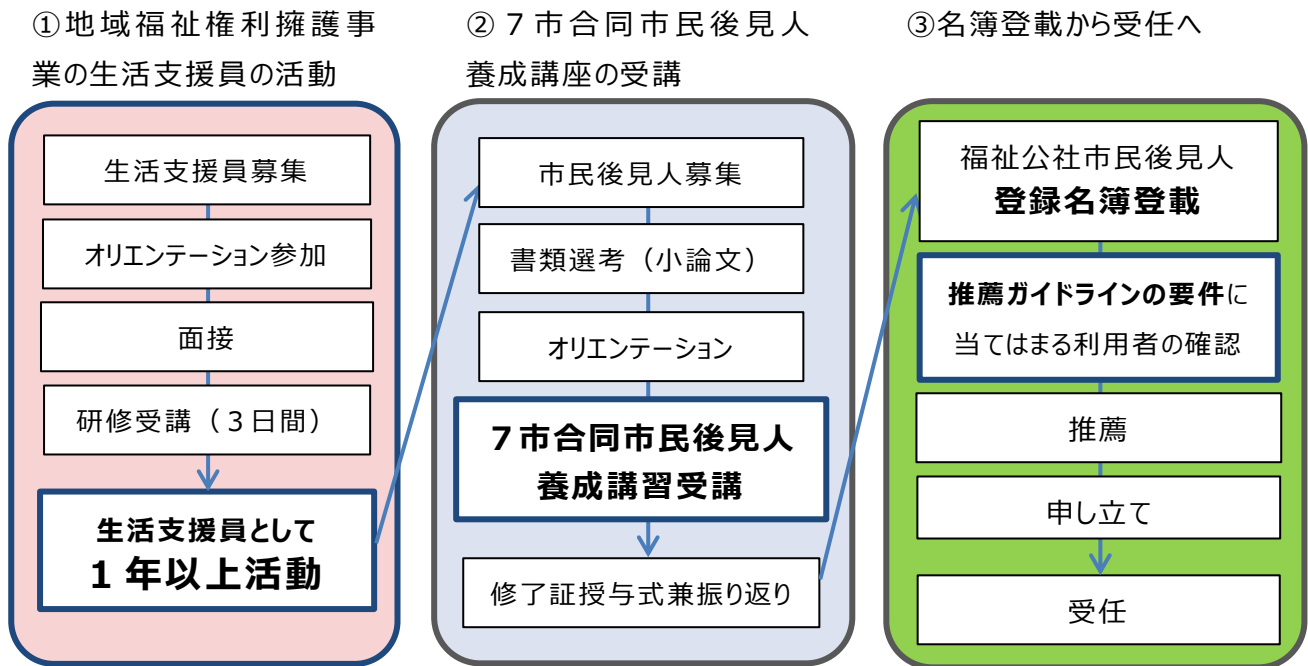 ①地域福祉権利擁護事
業の生活支援員の活動
生活支援員募集
オリエンテーション参加
面接
研修受講（３日間）
生活支援員として
１年以上活動
②７市合同市民後見人
養成講座の受講
市民後見人募集
書類選考（小論文）
オリエンテーション
７市合同市民後見人
養成講習受講
修了証授与式兼振り返り
③名簿登載から受任へ
福祉公社市民後見人
登録名簿登載
推薦ガイドラインの要件に
当てはまる利用者の確認
推薦
申し立て
受任